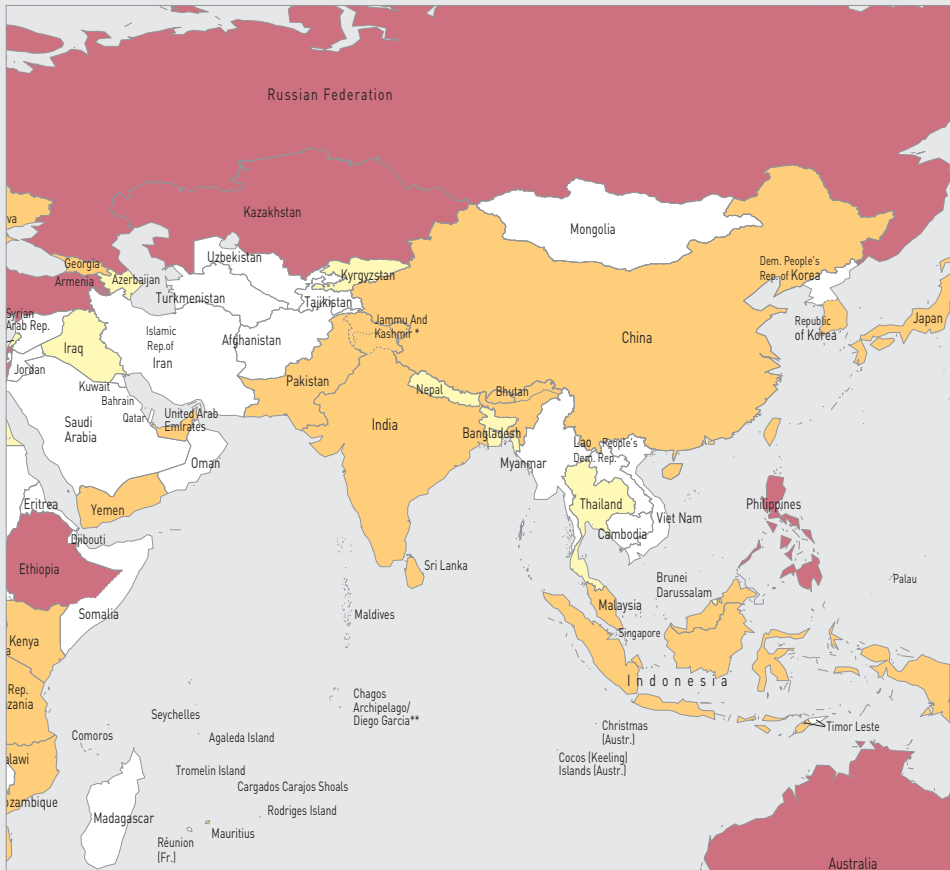 Russian Federation
Kazakhstan
Mongolia
va
Georgia
Armenia
Azerbaijan
Uzbekistan
Turkmenistan
Kyrgyzstan
Tajikistan
Dem. People's
Rep. of Korea
Syrian
Arab Rep.
Iraq
Islamic
Rep.of
Iran
Afghanistan
Jammu And
Kashmir *
China
Republic
of Korea
Japan
Jordan
Kuwait
Bahrain
Qatar
United Arab
Emirates
Pakistan
Nepal
Bhutan
Saudi
Arabia
Oman
India
Bangladesh
Myanmar
Lao People's
Dem. Rep.
Eritrea
Yemen
Djibouti
Thailand
Cambodia
Viet Nam
Philippines
Ethiopia
Somalia
Sri Lanka
Maldives
Malaysia
Singapore
Brunei
Darussalam
Palau
Kenya
a
Rep.
zania
Indonesia
Chagos
Archipelago/
Diego Garcia**
Seychelles
Comoros
Agaleda Island
Christmas
(Austr.)
Timor Leste
Cocos (Keeling)
Islands (Austr.)
alawi
Tromelin Island
Cargados Carajos Shoals
ozambique
Rodriges Island
Madagascar
Mauritius
Réunion
(Fr.)
Australia